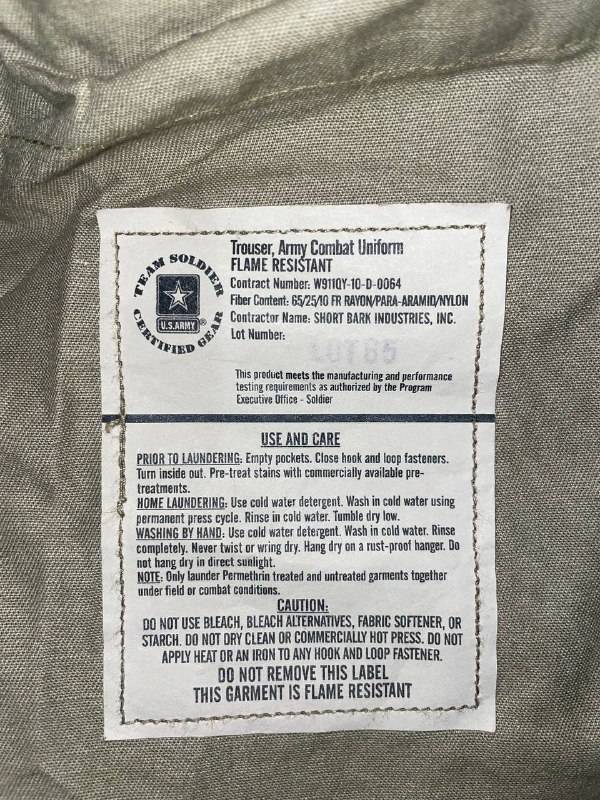 TEAM SOLDIER
U.S.ARMY
®
CERTIFIED GEAR
Trouser, Army Combat Uniform
FLAME RESISTANT
Contract Number: W911QY-10-D-0064
Fiber Content: 65/25/10 FR RAYON/PARA-ARAMID/NYLON
Contractor Name: SHORT BARK INDUSTRIES, INC.
Lot Number:
LOT 85
This product meets the manufacturing and performance
testing requirements as authorized by the Program
Executive Office - Soldier
USE AND CARE
PRIOR TO LAUNDERING: Empty pockets. Close hook and loop fasteners.
Turn inside out. Pre-treat stains with commercially available pre-
treatments.
HOME LAUNDERING: Use cold water detergent. Wash in cold water using
permanent press cycle. Rinse in cold water. Tumble dry low.
WASHING BY HAND: Use cold water detergent. Wash in cold water. Rinse
completely. Never twist or wring dry. Hang dry on a rust-proof hanger. Do
not hang dry in direct sunlight.
NOTE: Only launder Permethrin treated and untreated garments together
under field or combat conditions.
CAUTION:
DO NOT USE BLEACH, BLEACH ALTERNATIVES, FABRIC SOFTENER, OR
STARCH. DO NOT DRY CLEAN OR COMMERCIALLY HOT PRESS. DO NOT
APPLY HEAT OR AN IRON TO ANY HOOK AND LOOP FASTENER.
DO NOT REMOVE THIS LABEL
THIS GARMENT IS FLAME RESISTANT